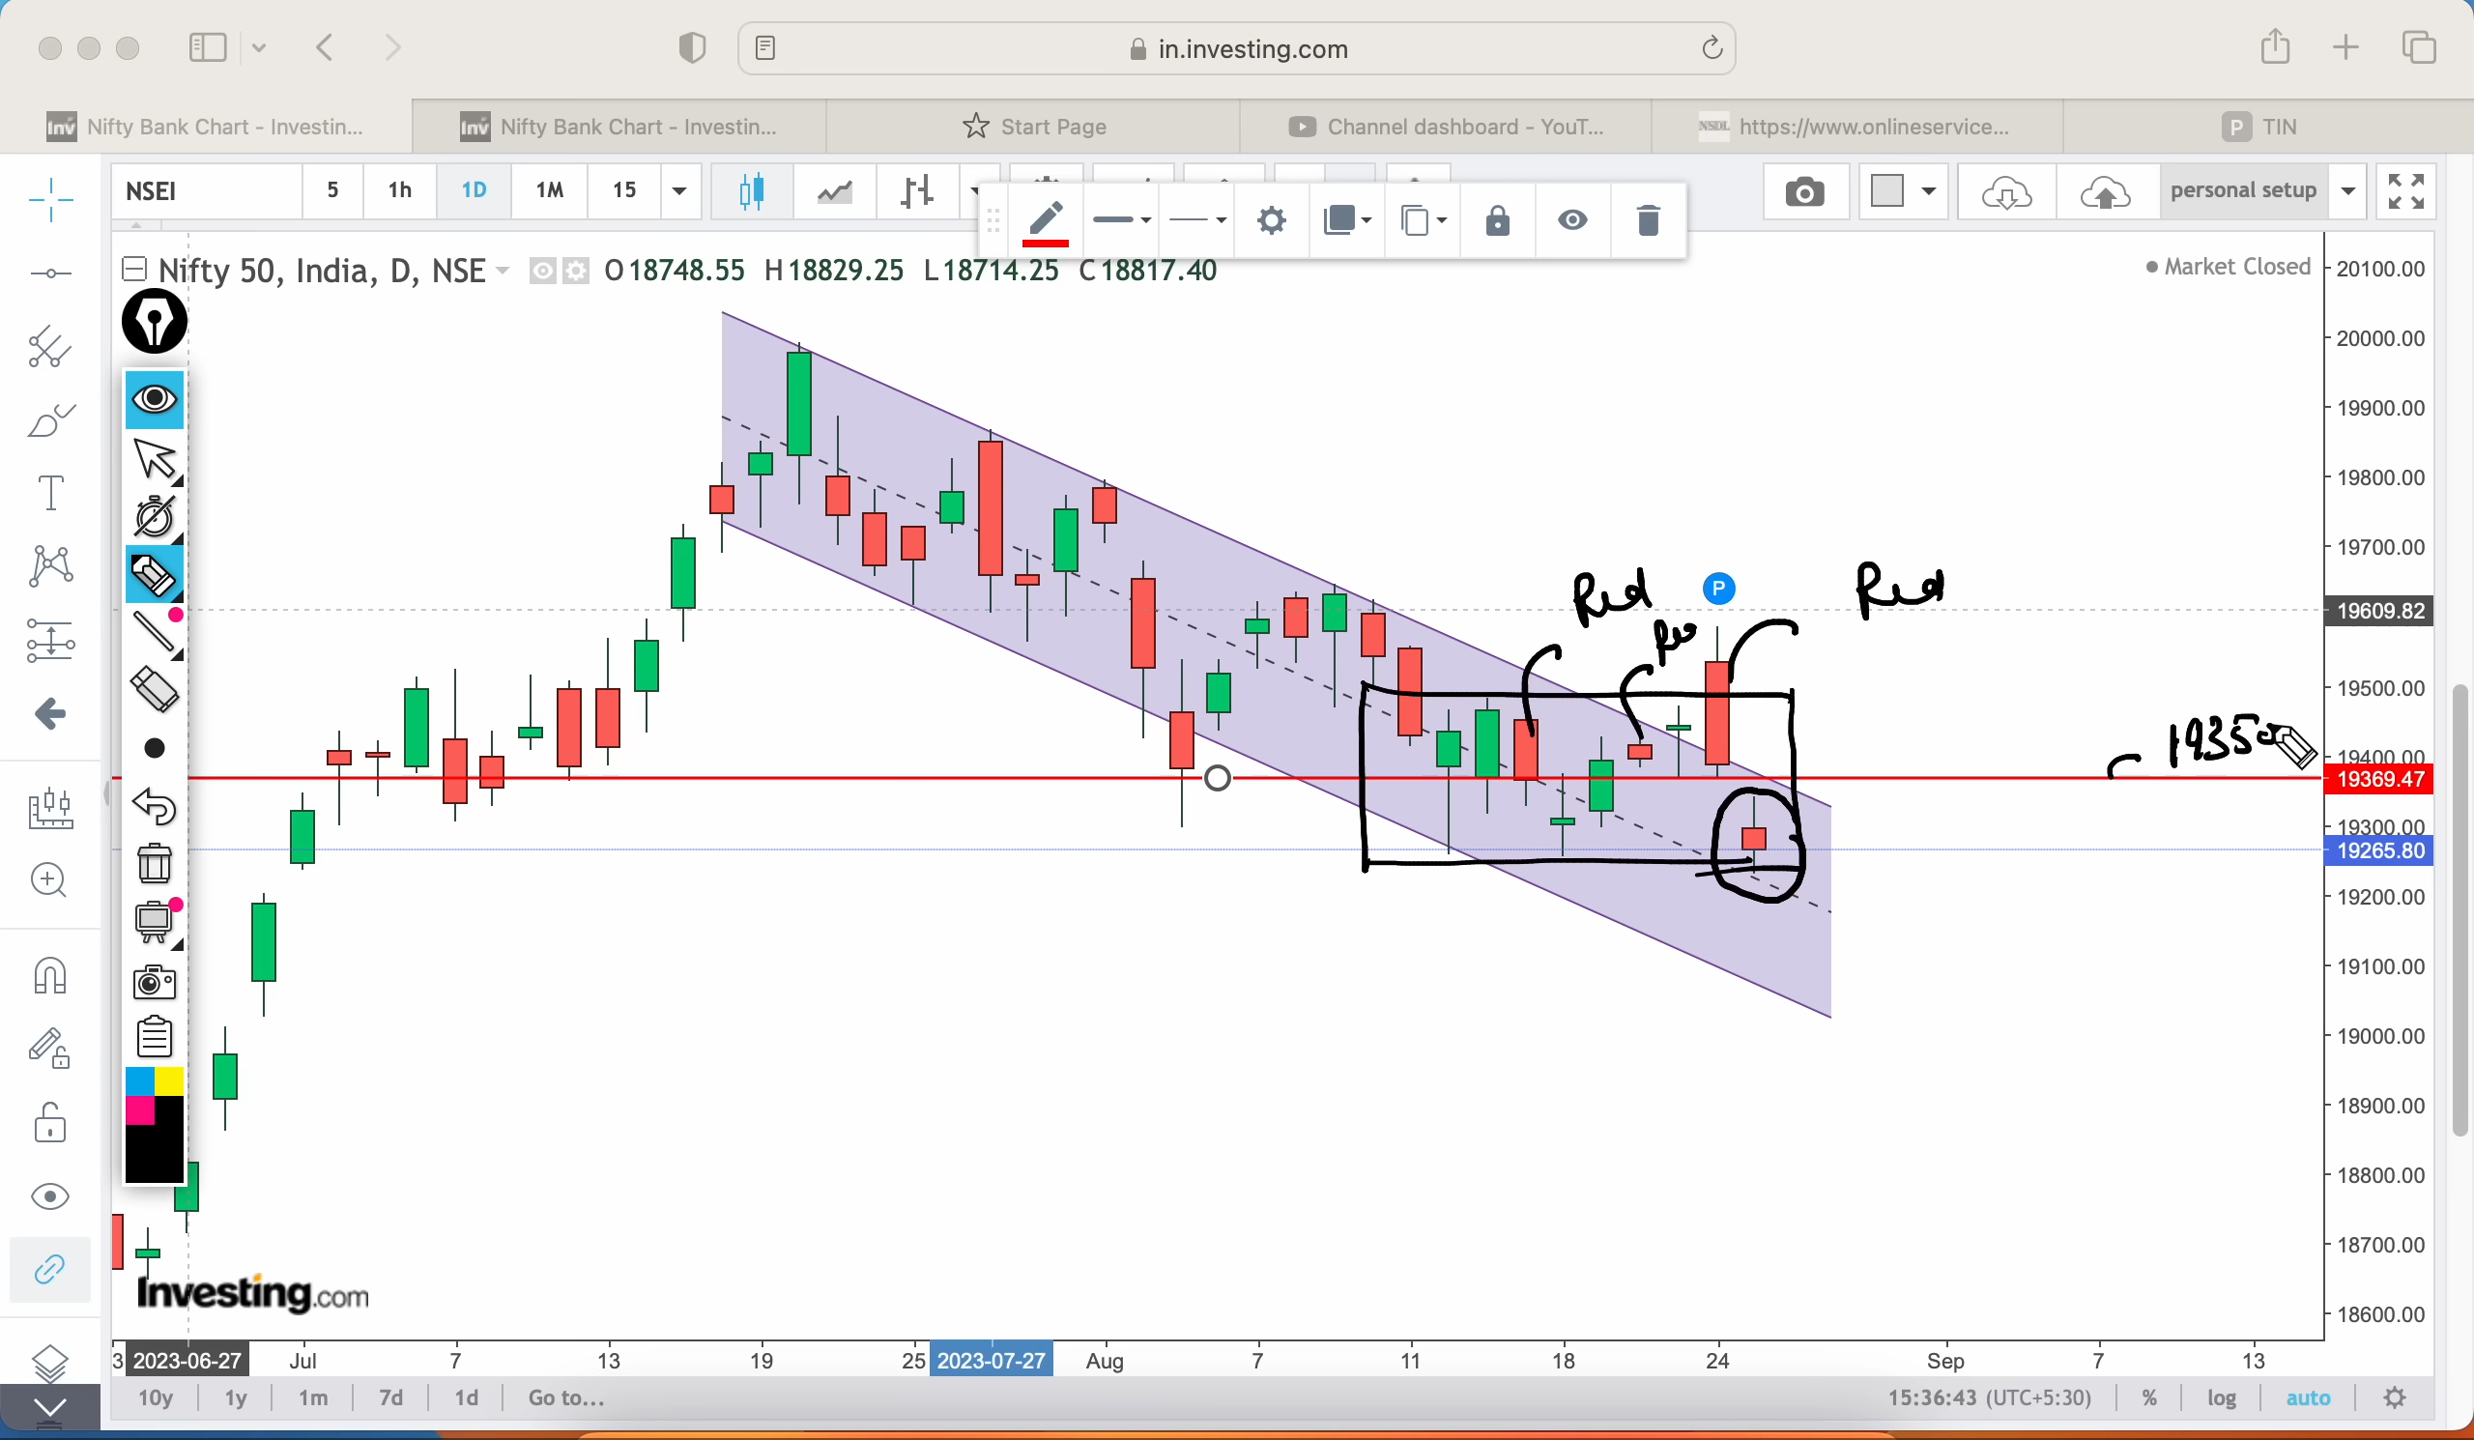 in.investing.com
Nifty Bank Chart - Investin...
Nifty Bank Chart - Investin...
Start Page
Channel dashboard - YouT...
https://www.onlineservice...
P TIN
NSEI 5 1h 1D 1M 15
personal setup
Nifty 50, India, D, NSE O 18748.55 H 18829.25 L 18714.25 C 18817.40
Market Closed
20100.00
20000.00
19900.00
19800.00
19700.00
Red P Red
19609.82
Red
19500.00
19350
19400.00
19369.47
19300.00
19265.80
19200.00
19100.00
19000.00
18900.00
18800.00
18700.00
Investing.com
18600.00
3 2023-06-27 Jul 7 13 19 25 2023-07-27 Aug 7 11 18 24 Sep 7 13
10y 1y 1m 7d 1d Go to... 15:36:43 (UTC+5:30) % log auto